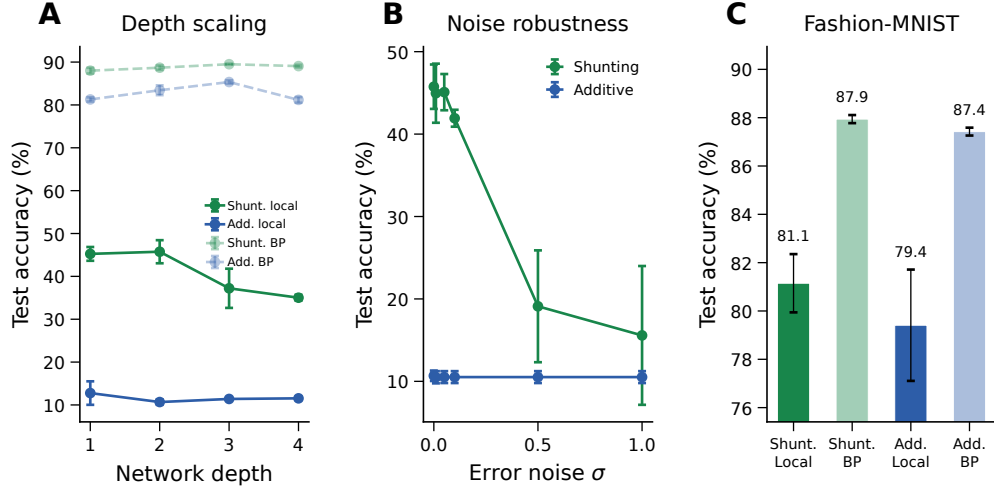 A
Depth scaling
Test accuracy (%)
90
80
70
60
50
40
30
20
10
Shunt. local
Add. local
Shunt. BP
Add. BP
1
2
3
4
Network depth
B
Noise robustness
Test accuracy (%)
50
40
30
20
10
Shunting
Additive
0.0
0.5
1.0
Error noise σ
C
Fashion-MNIST
Test accuracy (%)
90
88
86
84
82
80
78
76
81.1
87.9
79.4
87.4
Shunt.
Local
Shunt.
BP
Add.
Local
Add.
BP